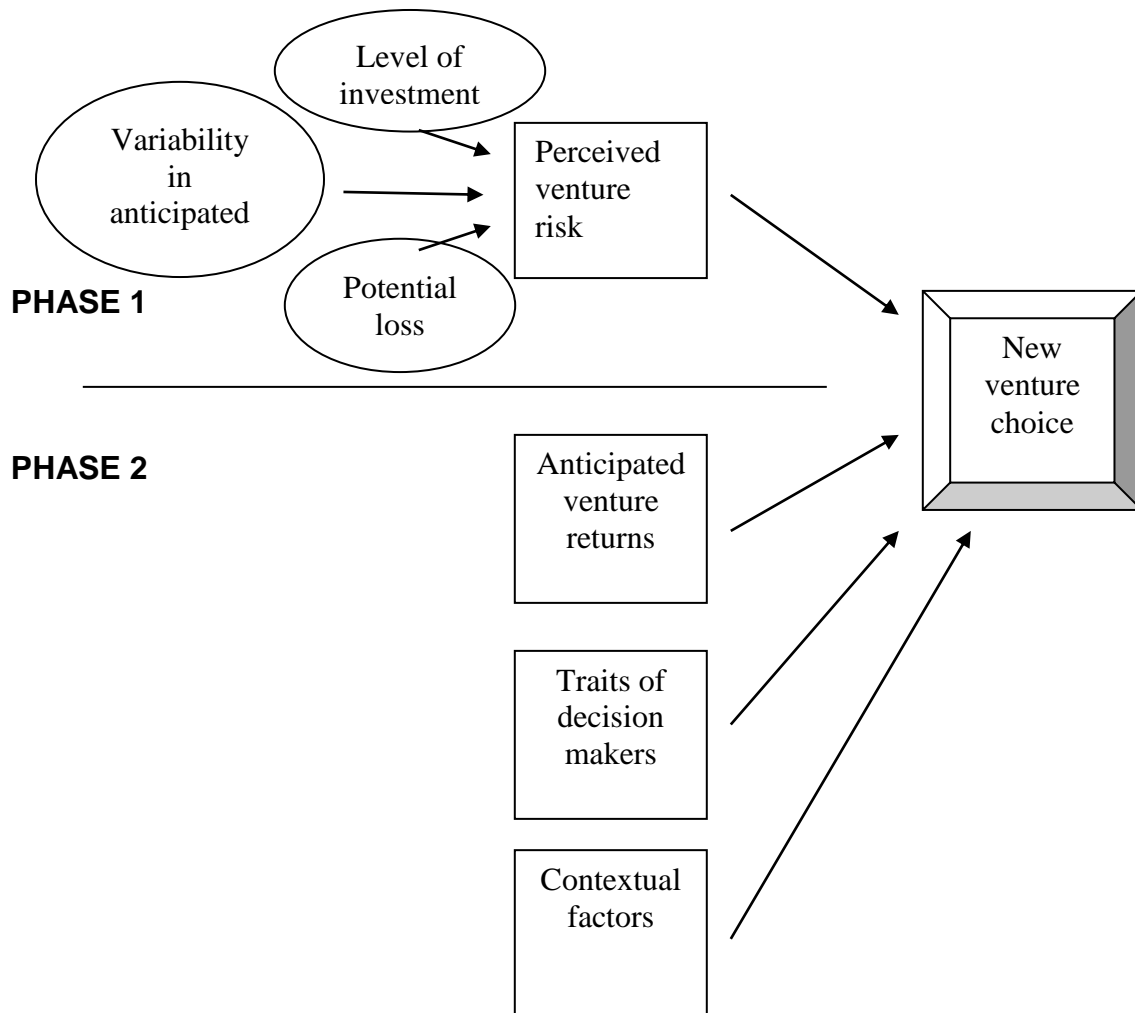 Level of
investment
Variability
in
anticipated
Perceived
venture
risk
PHASE 1
Potential
loss
New
venture
choice
PHASE 2
Anticipated
venture
returns
Traits of
decision
makers
Contextual
factors